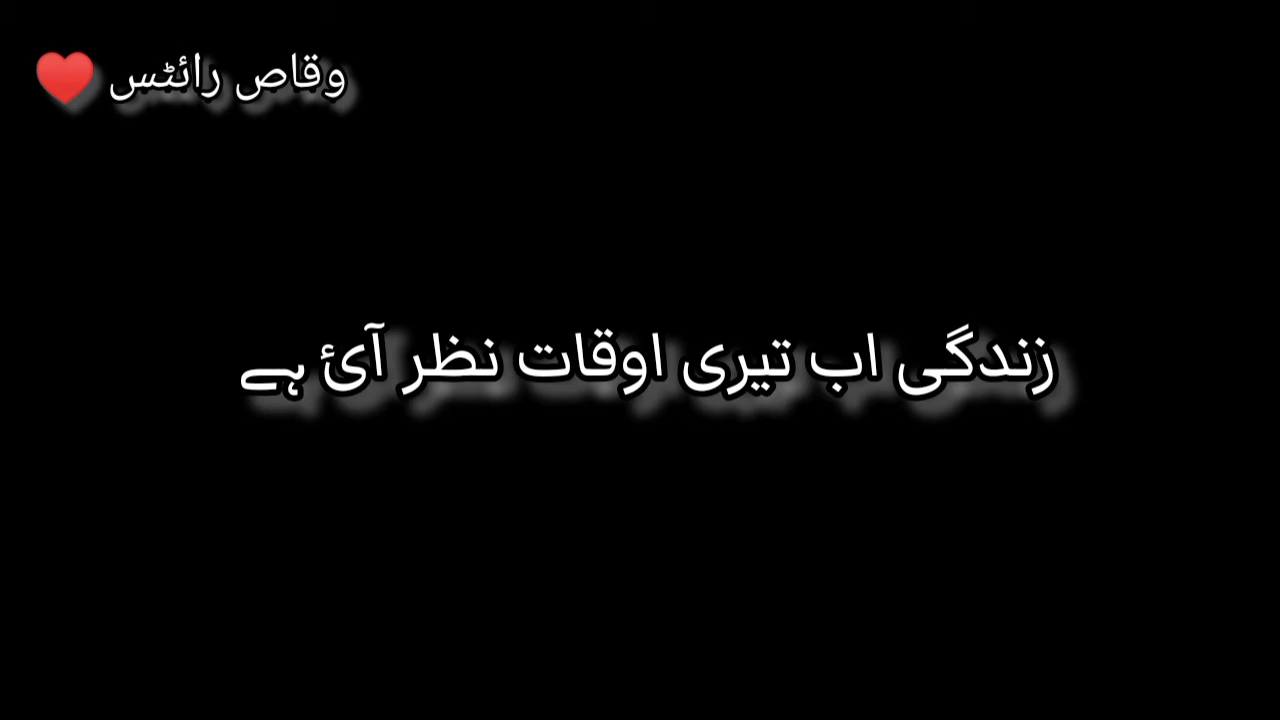 وقاص رائٹس ♥️
زندگی اب تیری اوقات نظر آئ ہے